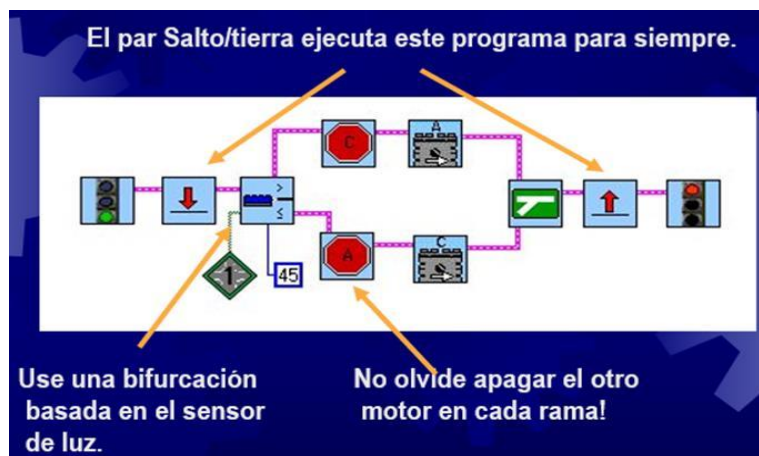 El par Salto/tierra ejecuta este programa para siempre.
C
A
>
≤
1
45
A
C
Use una bifurcación
basada en el sensor
de luz.
No olvide apagar el otro
motor en cada rama!